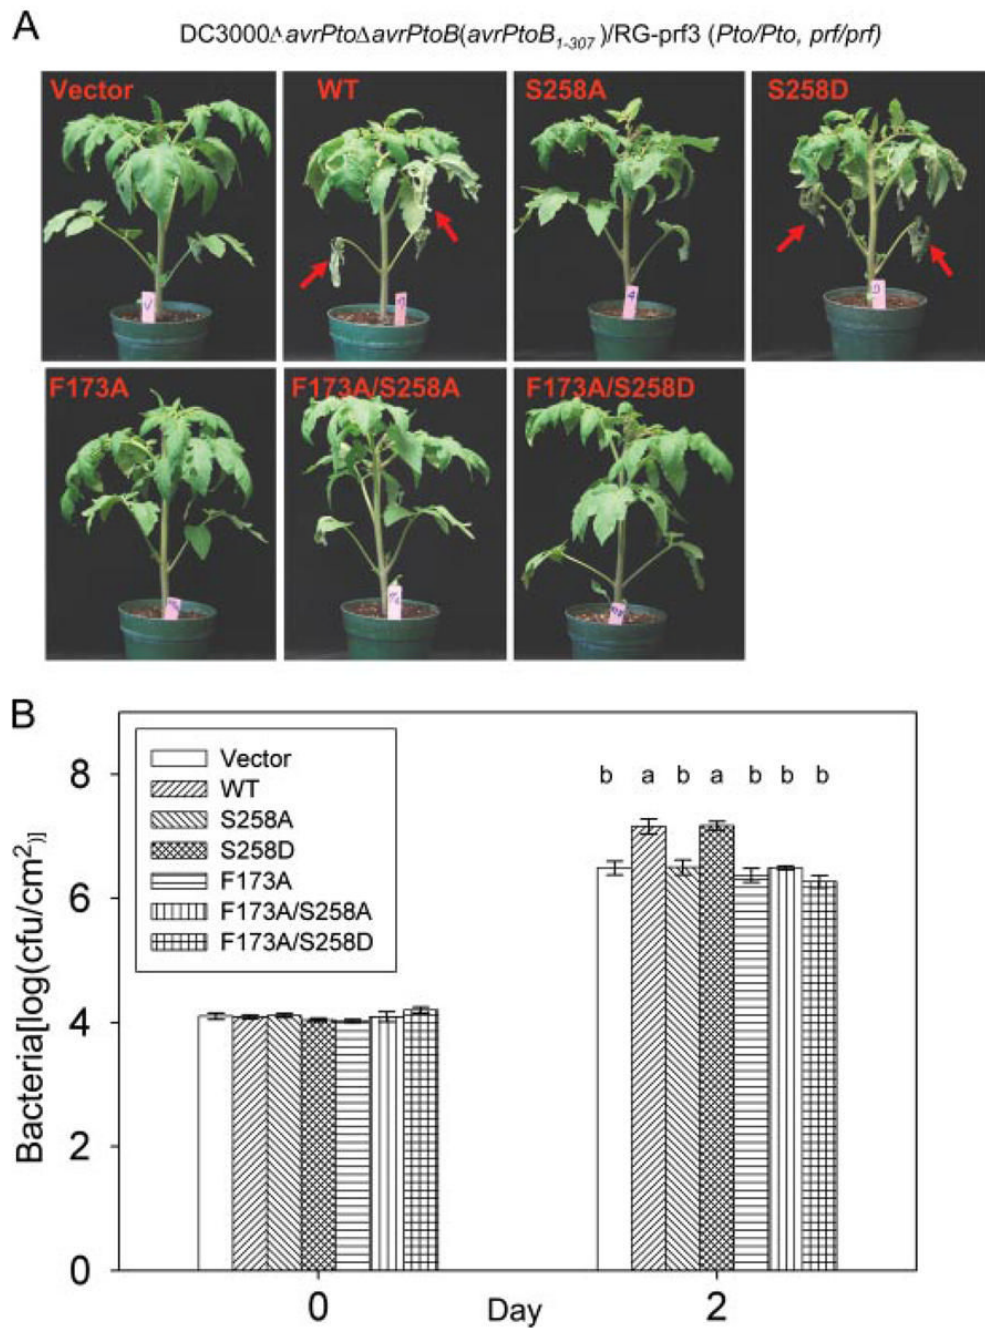 A
DC3000ΔavrPtoΔavrPtoB(avrPtoB1-307)/RG-prf3 (Pto/Pto, prf/prf)
Vector WT S258A S258D
F173A F173A/S258A F173A/S258D
B
Bacteria[log(cfu/cm2)]
8
6
4
2
0
Vector
WT
S258A
S258D
F173A
F173A/S258A
F173A/S258D
b a b a b b b
0 Day 2